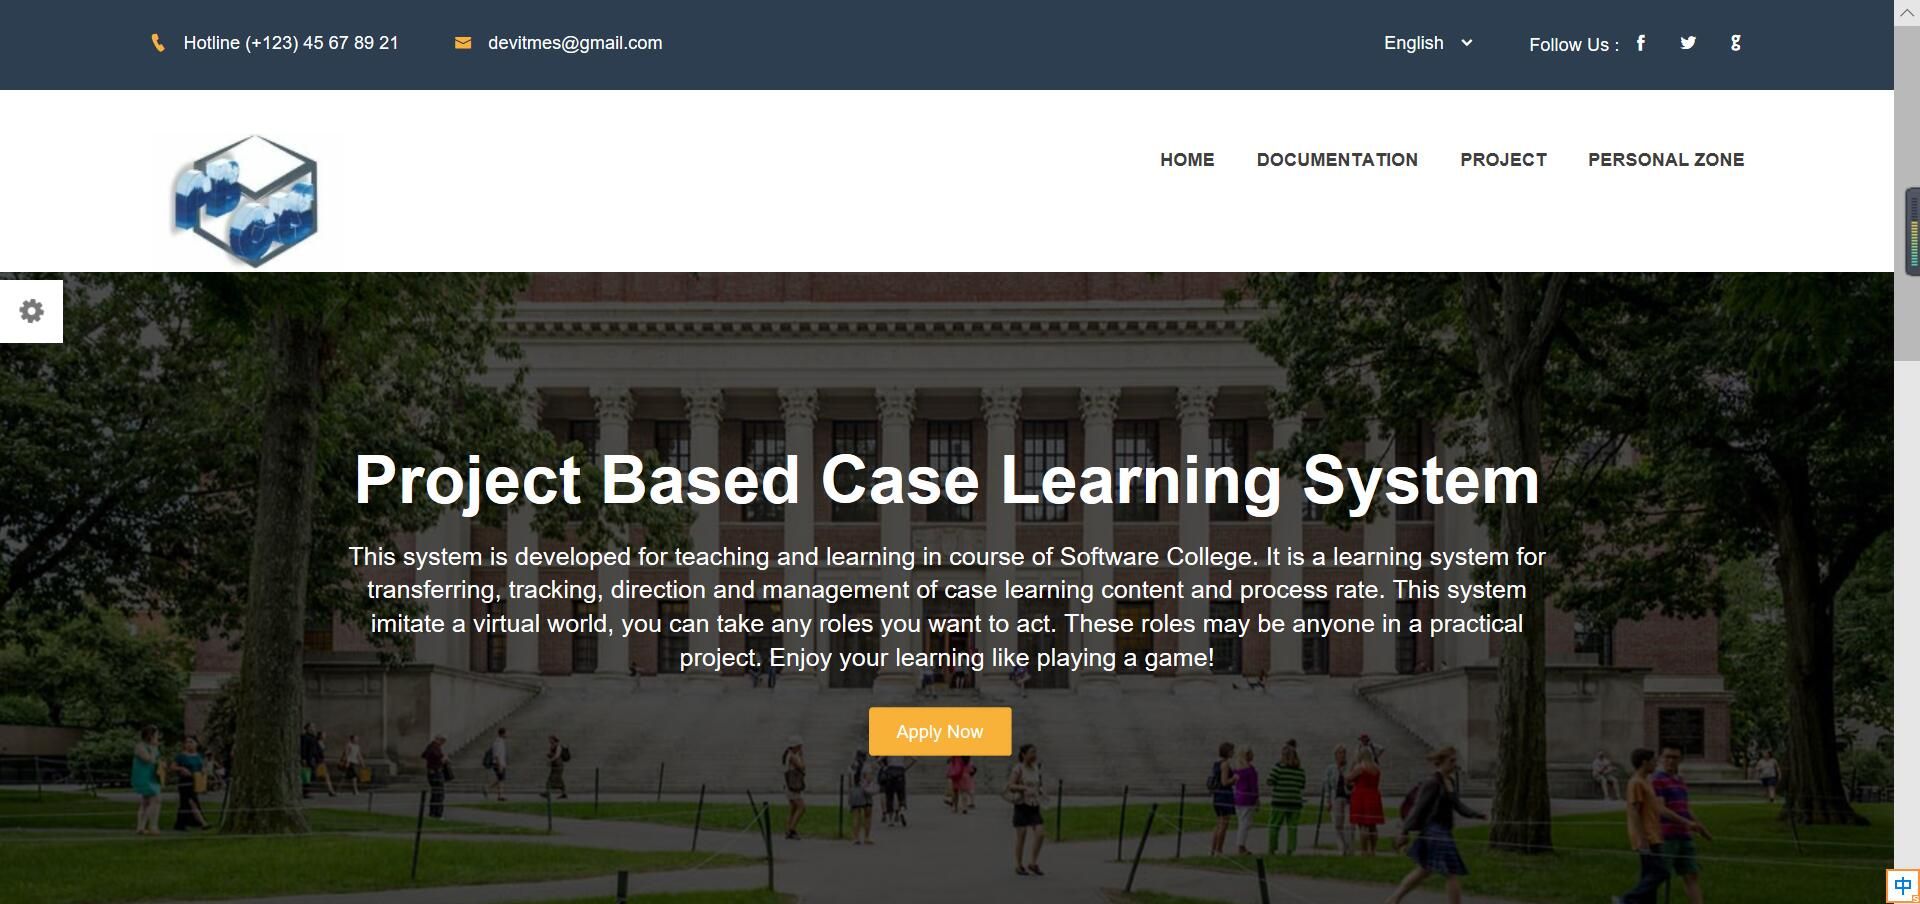 Hotline (+123) 45 67 89 21
devitmes@gmail.com
English
Follow Us :
HOME
DOCUMENTATION
PROJECT
PERSONAL ZONE
Project Based Case Learning System
This system is developed for teaching and learning in course of Software College. It is a learning system for
transferring, tracking, direction and management of case learning content and process rate. This system
imitate a virtual world, you can take any roles you want to act. These roles may be anyone in a practical
project. Enjoy your learning like playing a game!
Apply Now
中